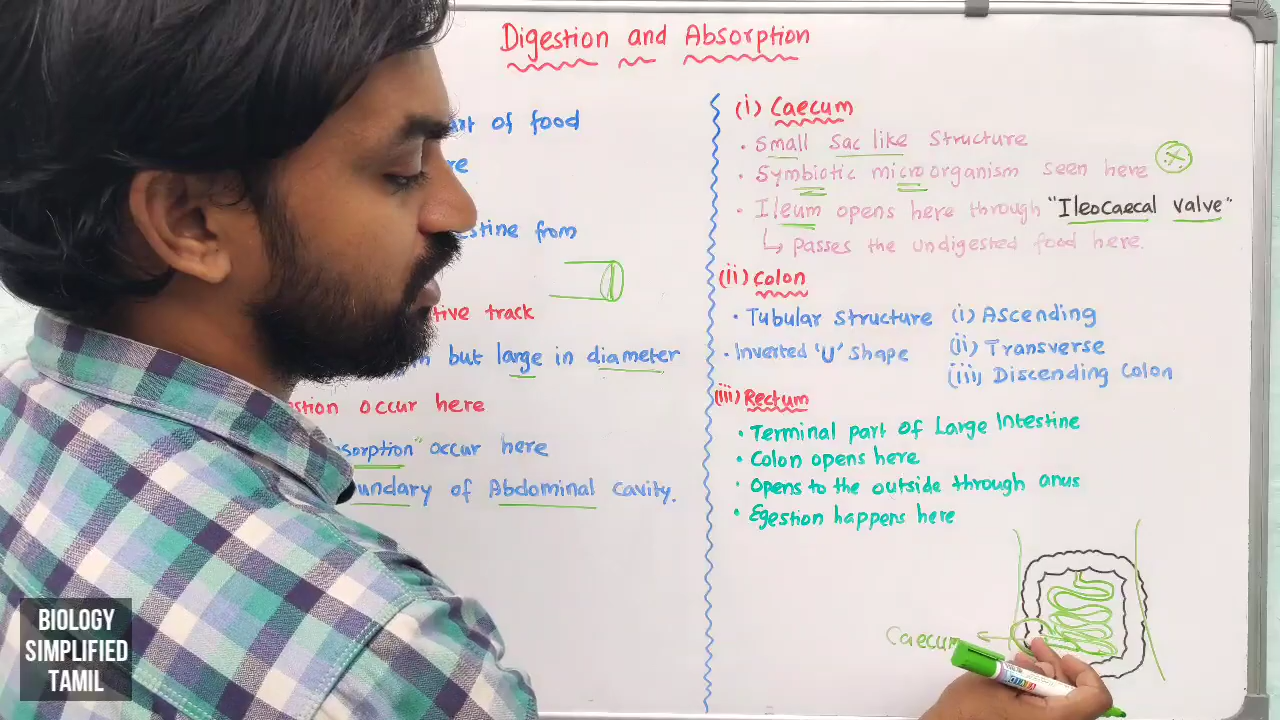 Digestion and Absorption
of food
estine from
tive track
but large in diameter
stion occur here
sorption" occur here
undary of Abdominal Cavity.
(i) Caecum
• Small Sac like Structure
• Symbiotic microorganism seen here
• Ileum opens here through "Ileocaecal valve"
↳ passes the undigested food here.
(ii) Colon
• Tubular structure (i) Ascending
• Inverted 'U' shape (ii) Transverse
(iii) Discending Colon
(iii) Rectum
• Terminal part of Large Intestine
• Colon opens here
• Opens to the outside through anus
• Egestion happens here
Caecum
BIOLOGY
SIMPLIFIED
TAMIL